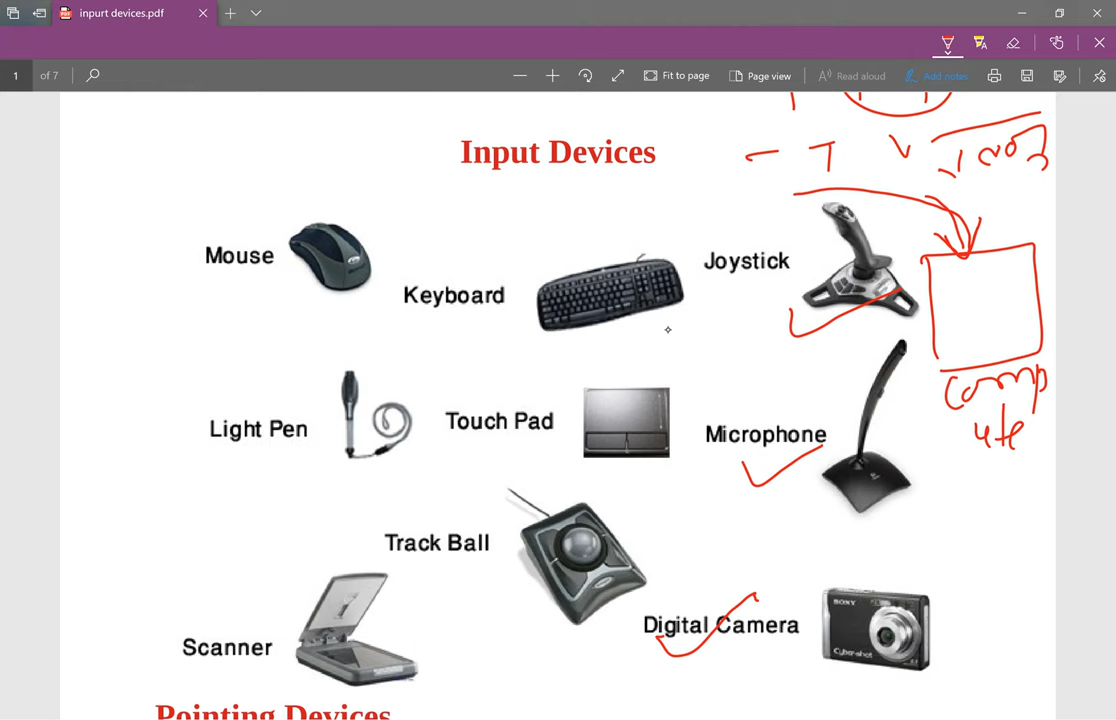 inpurt devices.pdf
1 of 7 Fit to page Page view Read aloud Add notes
Input Devices
Mouse
Keyboard
Joystick
Light Pen
Touch Pad
Microphone
Track Ball
Scanner
Digital Camera
SONY
Cyber-shot
Comp
ute
Pointing Devices